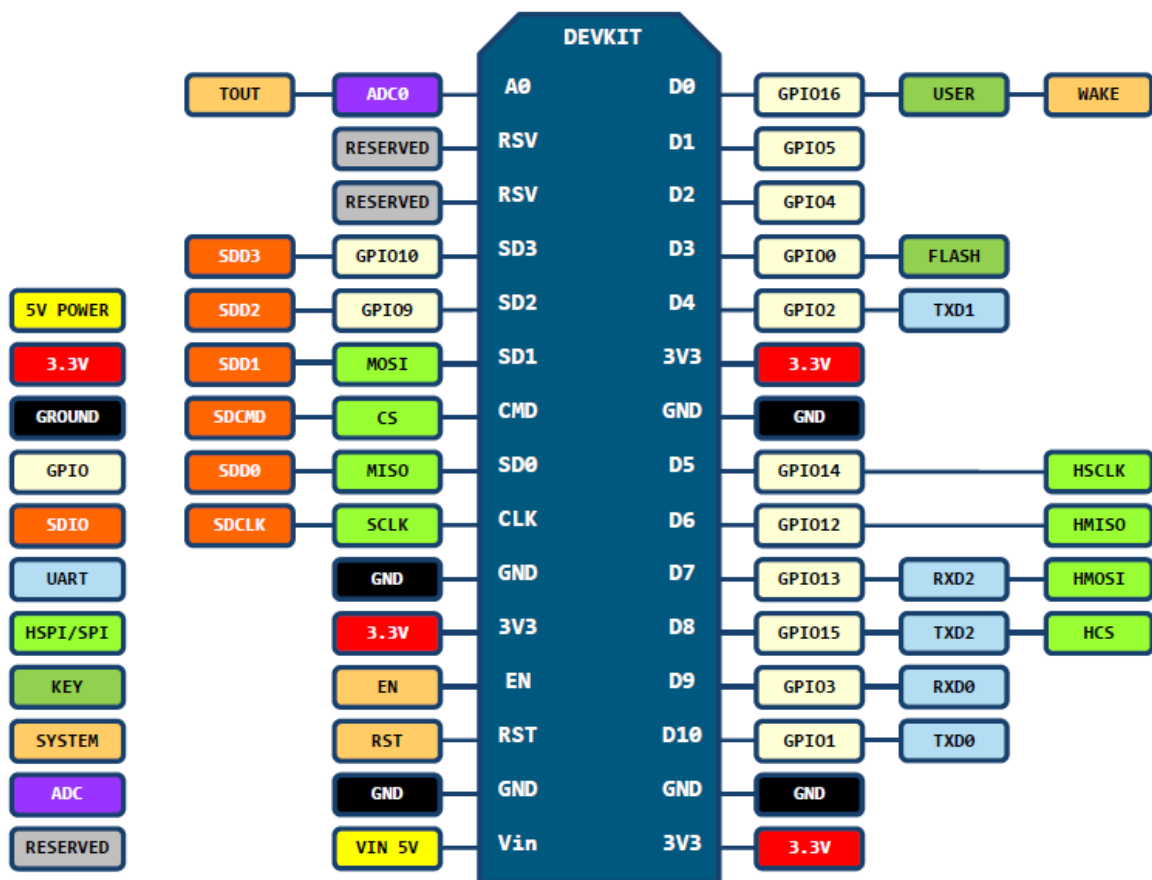 DEVKIT
TOUT ADC0 A0 D0 GPIO16 USER WAKE
RESERVED RSV D1 GPIO5
RESERVED RSV D2 GPIO4
SDD3 GPIO10 SD3 D3 GPIO0 FLASH
5V POWER SDD2 GPIO9 SD2 D4 GPIO2 TXD1
3.3V SDD1 MOSI SD1 3V3 3.3V
GROUND SDCMD CS CMD GND GND
GPIO SDD0 MISO SD0 D5 GPIO14 HSCLK
SDIO SDCLK SCLK CLK D6 GPIO12 HMISO
UART GND GND D7 GPIO13 RXD2 HMOSI
HSPI/SPI 3.3V 3V3 D8 GPIO15 TXD2 HCS
KEY EN EN D9 GPIO3 RXD0
SYSTEM RST RST D10 GPIO1 TXD0
ADC GND GND GND GND
RESERVED VIN 5V Vin 3V3 3.3V